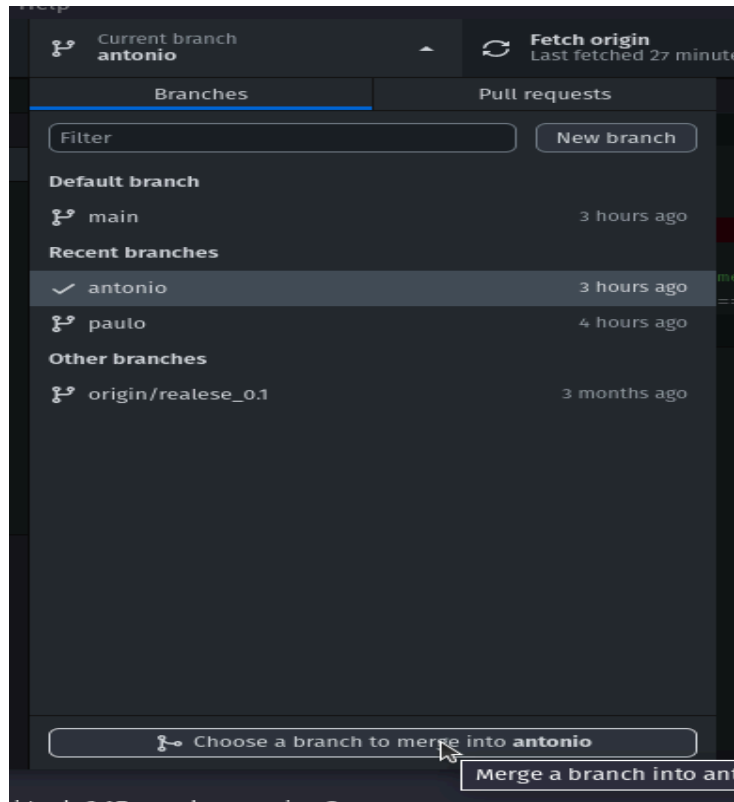 Help
Current branch
antonio
Fetch origin
Last fetched 27 minute
Branches
Pull requests
Filter
New branch
Default branch
main
3 hours ago
Recent branches
antonio
3 hours ago
paulo
4 hours ago
Other branches
origin/realese_0.1
3 months ago
Choose a branch to merge into antonio
Merge a branch into ant